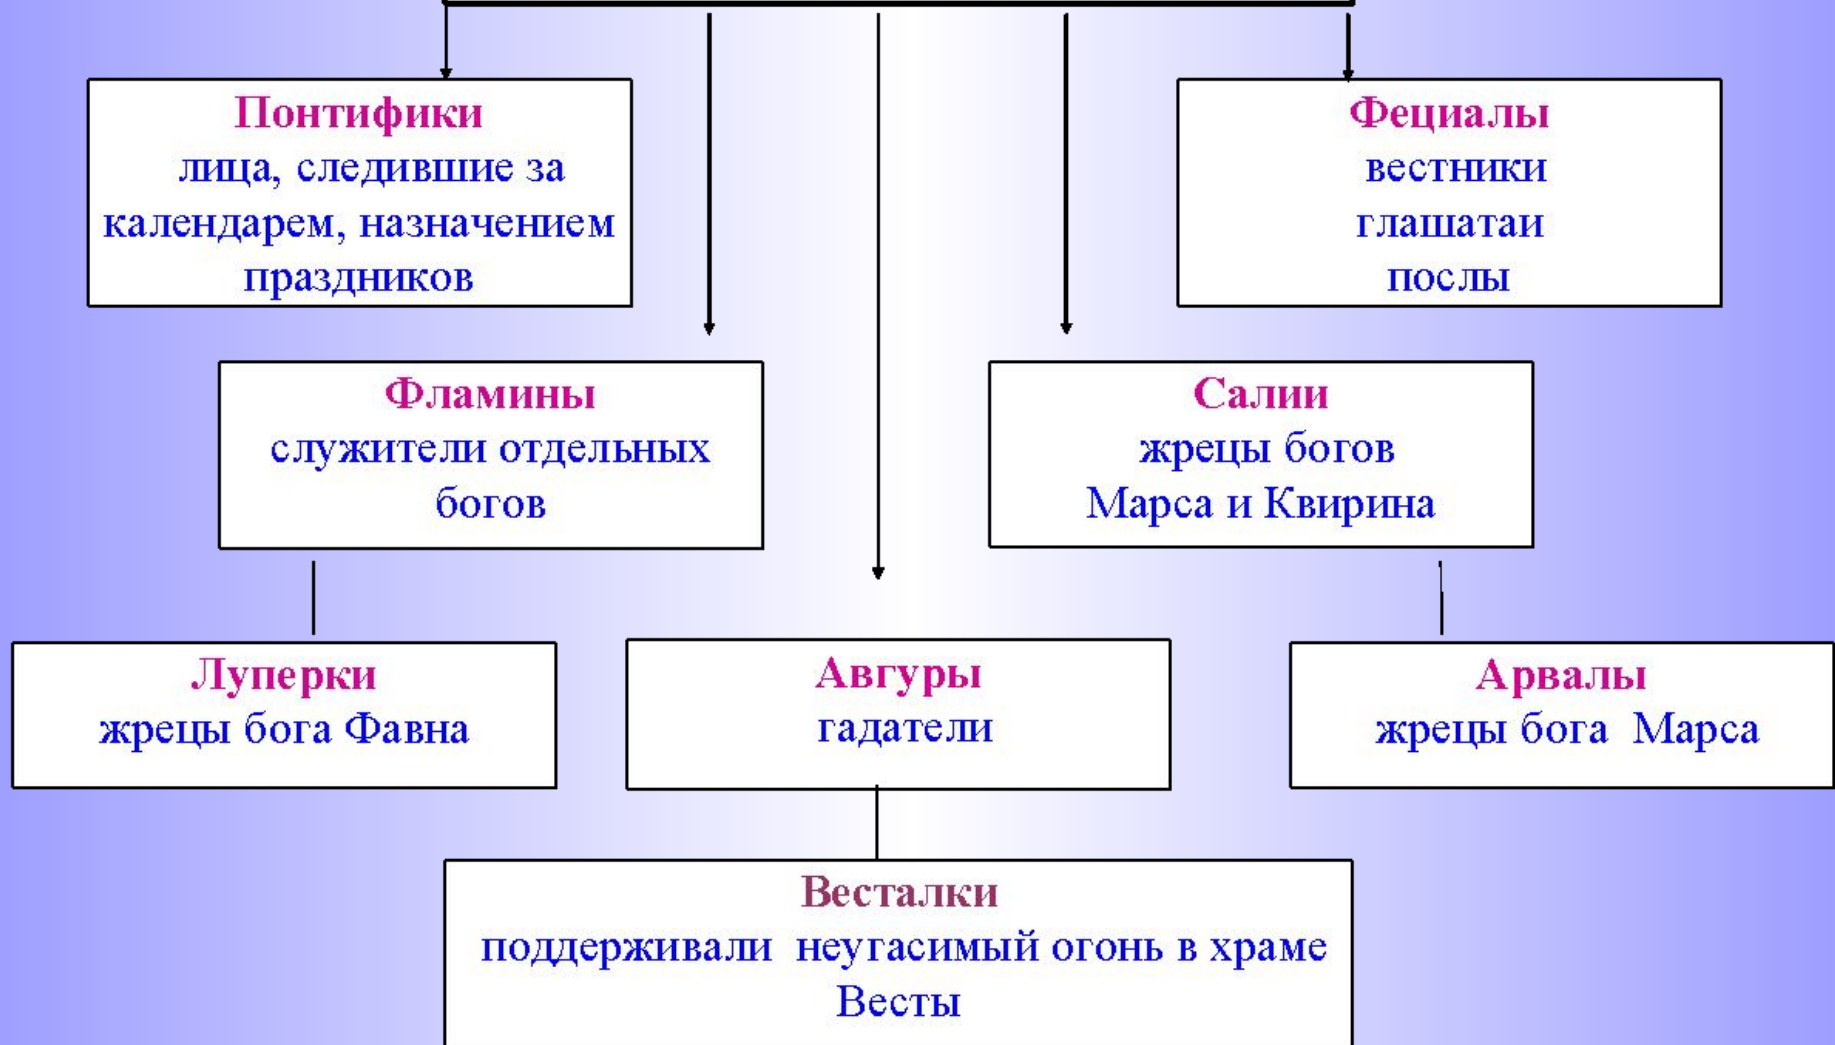 Понтифики
лица, следившие за
календарем, назначением
праздников
Фециалы
вестники
глашатаи
послы
Фламины
служители отдельных
богов
Салии
жрецы богов
Марса и Квирина
Луперки
жрецы бога Фавна
Авгуры
гадатели
Арвалы
жрецы бога Марса
Весталки
поддерживали неугасимый огонь в храме
Весты